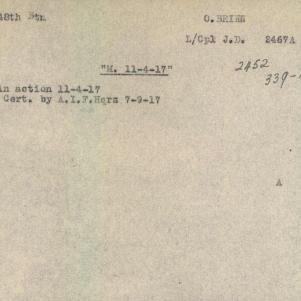 48th Btn O.BRIEN
L/Cpl J.D. 2467A
"M. 11-4-17" 2452
339-
in action 11-4-17
Cert. by A.I.F.Hqrs 7-9-17
A